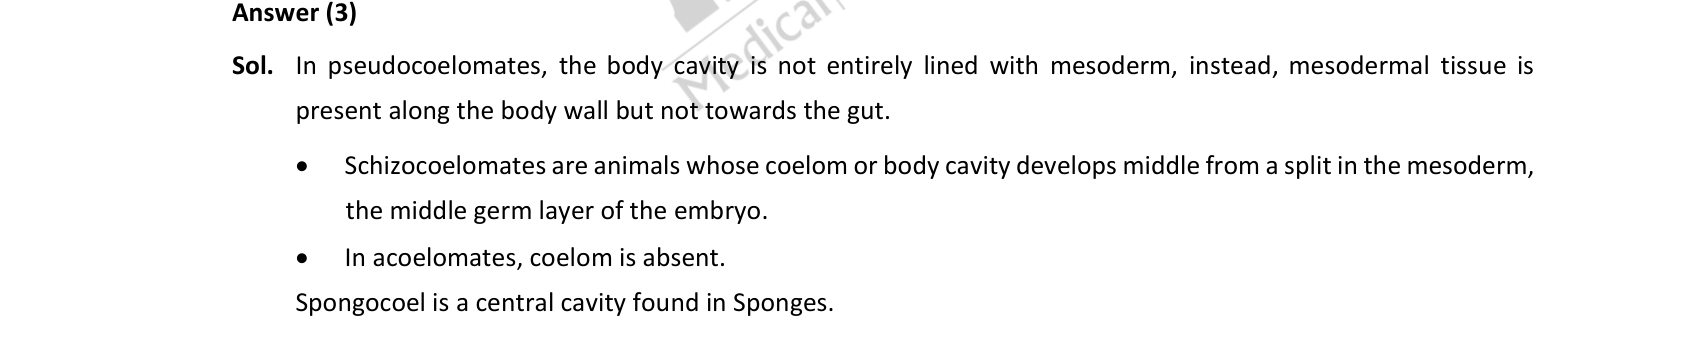 Answer (3)
Sol. In pseudocoelomates, the body cavity is not entirely lined with mesoderm, instead, mesodermal tissue is
present along the body wall but not towards the gut.
• Schizocoelomates are animals whose coelom or body cavity develops middle from a split in the mesoderm,
the middle germ layer of the embryo.
• In acoelomates, coelom is absent.
Spongocoel is a central cavity found in Sponges.